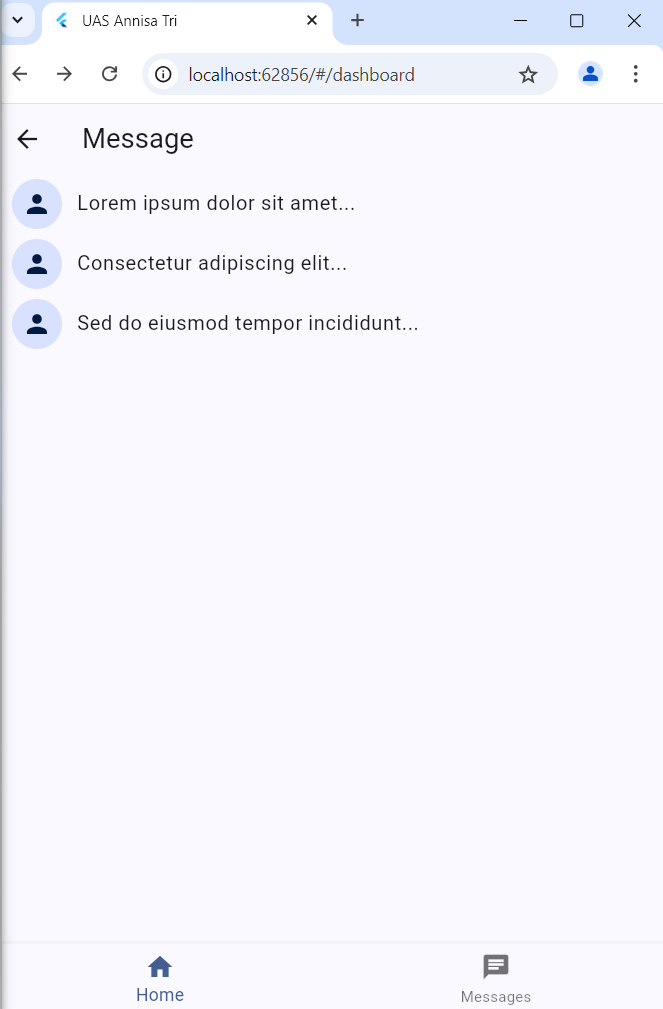 UAS Annisa Tri
localhost:62856/#/dashboard
Message
Lorem ipsum dolor sit amet...
Consectetur adipiscing elit...
Sed do eiusmod tempor incididunt...
Home
Messages